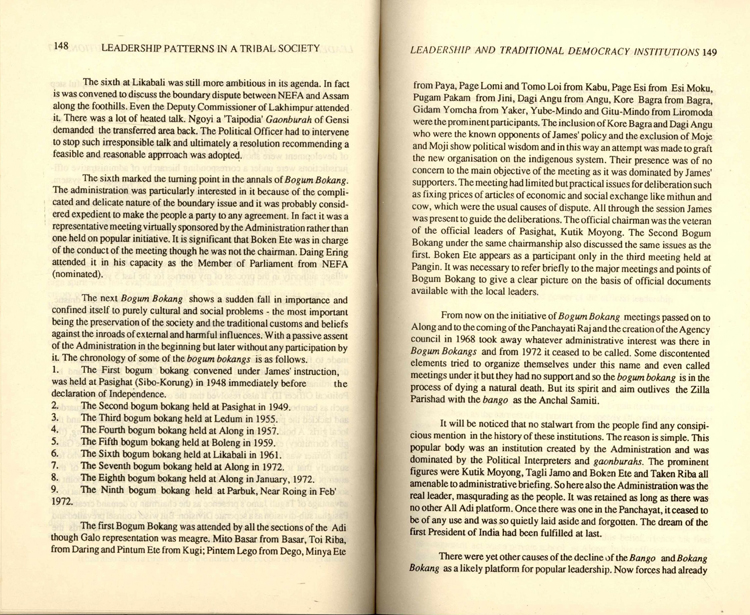 148 LEADERSHIP PATTERNS IN A TRIBAL SOCIETY
The sixth at Likabali was still more ambitious in its agenda. In fact
is was convened to discuss the boundary dispute between NEFA and Assam
along the foothills. Even the Deputy Commissioner of Lakhimpur attended
it. There was a lot of heated talk. Ngoyi a 'Taipodia' Gaonburah of Gensi
demanded the transferred area back. The Political Officer had to intervene
to stop such irresponsible talk and ultimately a resolution recommending a
feasible and reasonable apprroach was adopted.
The sixth marked the turning point in the annals of Bogum Bokang.
The administration was particularly interested in it because of the compli-
cated and delicate nature of the boundary issue and it was probably consid-
ered expedient to make the people a party to any agreement. In fact it was a
representative meeting virtually sponsored by the Administration rather than
one held on popular initiative. It is significant that Boken Ete was in charge
of the conduct of the meeting though he was not the chairman. Daing Ering
attended it in his capacity as the Member of Parliament from NEFA
(nominated).
The next Bogum Bokang shows a sudden fall in importance and
confined itself to purely cultural and social problems - the most important
being the preservation of the society and the traditional customs and beliefs
against the inroads of external and harmful influences. With a passive assent
of the Administration in the beginning but later without any participation by
it. The chronology of some of the bogum bokangs is as follows.
1. The First bogum bokang convened under James' instruction,
was held at Pasighat (Sibo-Korung) in 1948 immediately before the
declaration of Independence.
2. The Second bogum bokang held at Pasighat in 1949.
3. The Third bogum bokang held at Ledum in 1955.
4. The Fourth bogum bokang held at Along in 1957.
5. The Fifth bogum bokang held at Boleng in 1959.
6. The Sixth bogum bokang held at Likabali in 1961.
7. The Seventh bogum bokang held at Along in 1972.
8. The Eighth bogum bokang held at Along in January, 1972.
9. The Ninth bogum bokang held at Parbuk, Near Roing in Feb'
1972.
The first Bogum Bokang was attended by all the sections of the Adi
though Galo representation was meagre. Mito Basar from Basar, Toi Riba,
from Daring and Pintum Ete from Kugi; Pintem Lego from Dego, Minya Ete
LEADERSHIP AND TRADITIONAL DEMOCRACY INSTITUTIONS 149
from Paya, Page Lomi and Tomo Loi from Kabu, Page Esi from Esi Moku,
Pugam Pakam from Jini, Dagi Angu from Angu, Kore Bagra from Bagra,
Gidam Yomcha from Yaker, Yube-Mindo and Gitu-Mindo from Liromoda
were the prominent participants. The inclusion of Kore Bagra and Dagi Angu
who were the known opponents of James' policy and the exclusion of Moje
and Moji show political wisdom and in this way an attempt was made to graft
the new organisation on the indigenous system. Their presence was of no
concern to the main objective of the meeting as it was dominated by James'
supporters. The meeting had limited but practical issues for deliberation such
as fixing prices of articles of economic and social exchange like mithun and
cow, which were the usual causes of dispute. All through the session James
was present to guide the deliberations. The official chairman was the veteran
of the official leaders of Pasighat, Kutik Moyong. The Second Bogum
Bokang under the same chairmanship also discussed the same issues as the
first. Boken Ete appears as a participant only in the third meeting held at
Pangin. It was necessary to refer briefly to the major meetings and points of
Bogum Bokang to give a clear picture on the basis of official documents
available with the local leaders.
From now on the initiative of Bogum Bokang meetings passed on to
Along and to the coming of the Panchayati Raj and the creation of the Agency
council in 1968 took away whatever administrative interest was there in
Bogum Bokangs and from 1972 it ceased to be called. Some discontented
elements tried to organize themselves under this name and even called
meetings under it but they had no support and so the bogum bokang is in the
process of dying a natural death. But its spirit and aim outlives the Zilla
Parishad with the bango as the Anchal Samiti.
It will be noticed that no stalwart from the people find any conspi-
cious mention in the history of these institutions. The reason is simple. This
popular body was an institution created by the Administration and was
dominated by the Political Interpreters and gaonburahs. The prominent
figures were Kutik Moyong, Tagli Jamo and Boken Ete and Taken Riba all
amenable to administrative briefing. So here also the Administration was the
real leader, masqurading as the people. It was retained as long as there was
no other All Adi platform. Once there was one in the Panchayat, it ceased to
be of any use and was so quietly laid aside and forgotten. The dream of the
first President of India had been fulfilled at last.
There were yet other causes of the decline of the Bango and Bokang
Bokang as a likely platform for popular leadership. Now forces had already